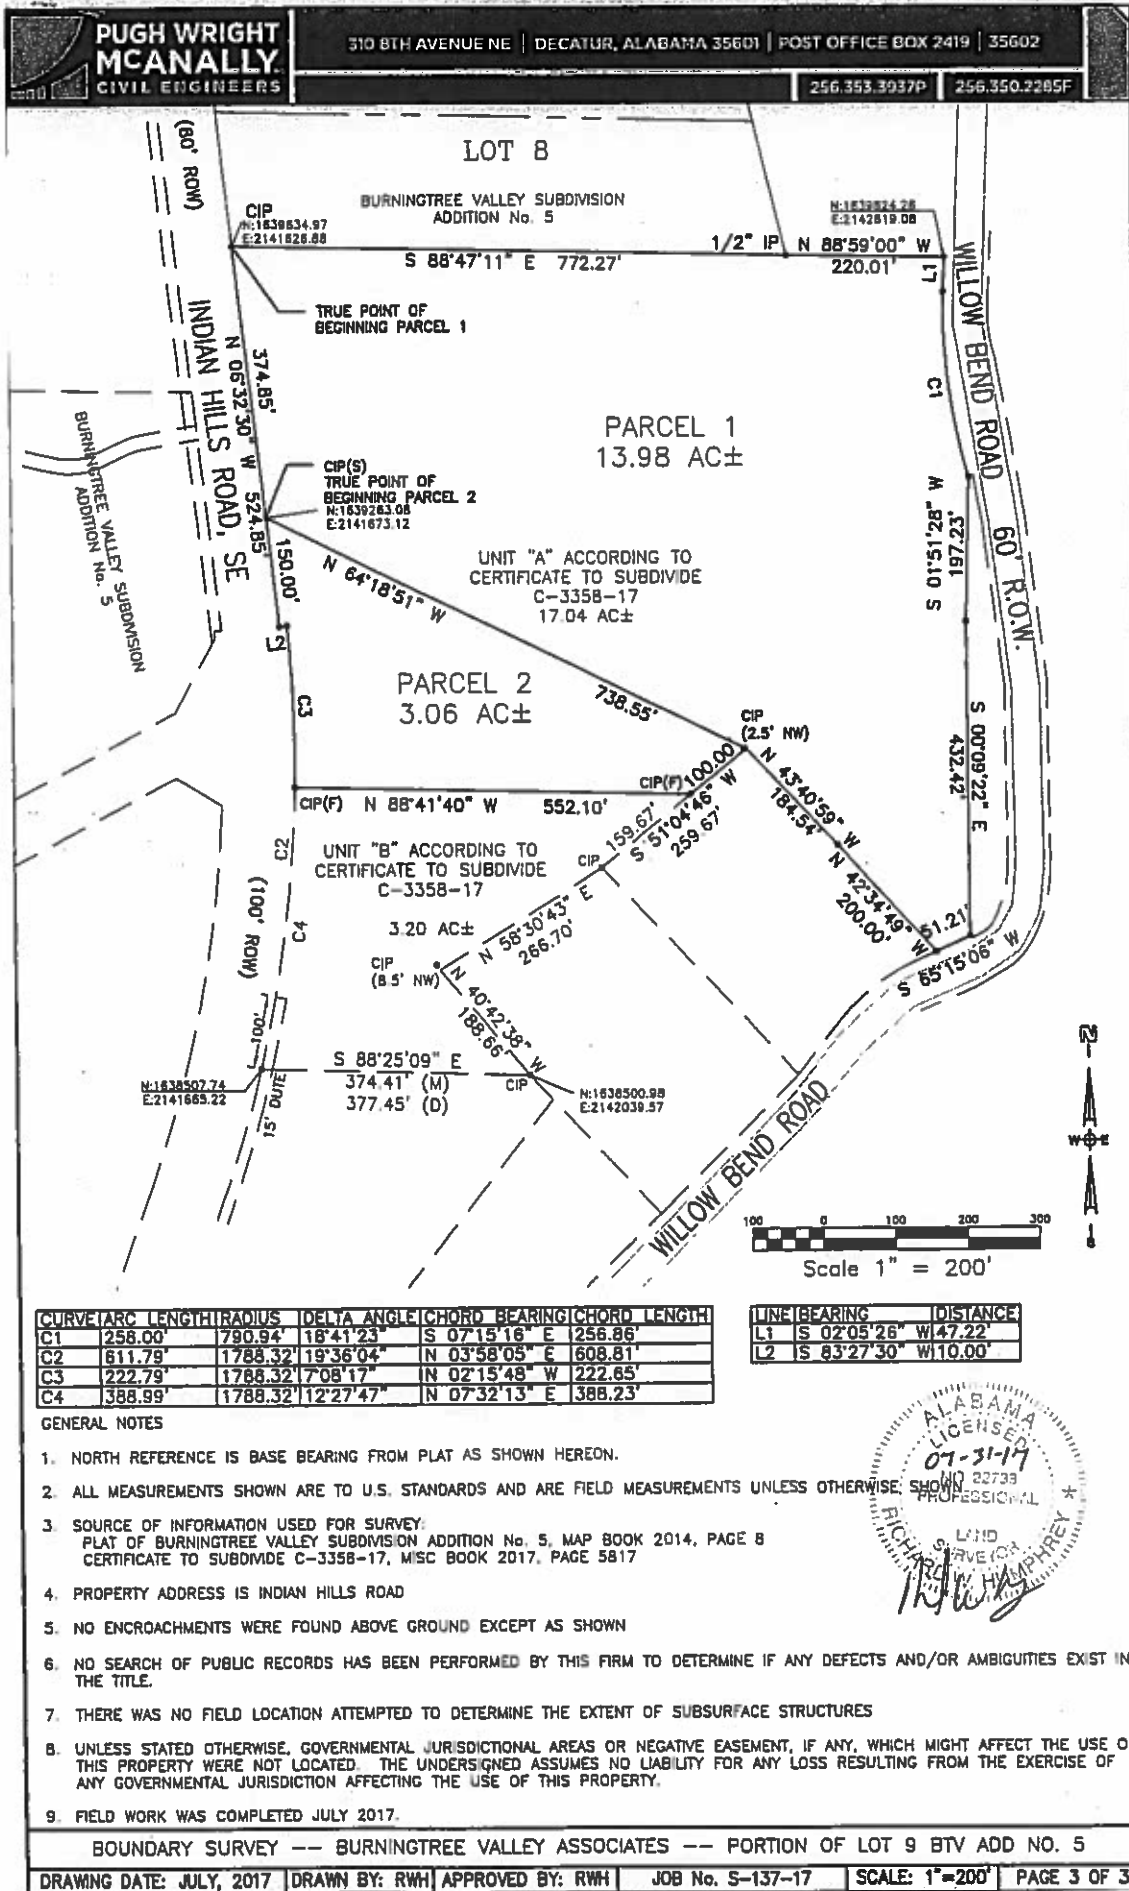 PUGH WRIGHT
McANALLY
CIVIL ENGINEERS
310 8TH AVENUE NE | DECATUR, ALABAMA 35601 | POST OFFICE BOX 2419 | 35602
256.353.3937P | 256.350.2285F
(80' ROW)
LOT 8
BURNINGTREE VALLEY SUBDIVISION
ADDITION No. 5
CIP
N:1639634.97
E:2141626.88
N:1639624.26
E:2142619.08
1/2" IP
N 88°59'00" W
220.01'
S 88°47'11" E 772.27'
L1
WILLOW BEND ROAD
60' R.O.W.
TRUE POINT OF
BEGINNING PARCEL 1
INDIAN HILLS ROAD, SE
N 06°32'30" W 524.85'
374.85'
C1
PARCEL 1
13.98 AC±
BURNINGTREE VALLEY SUBDIVISION
ADDITION No. 5
CIP(S)
TRUE POINT OF
BEGINNING PARCEL 2
N:1639263.08
E:2141673.12
150.00'
S 01°51'28" W
197.23'
UNIT "A" ACCORDING TO
CERTIFICATE TO SUBDIVIDE
C-3358-17
17.04 AC±
N 64°18'51" W
738.55'
L2
C3
PARCEL 2
3.06 AC±
CIP
(2.5' NW)
S 00°09'22" E
432.42'
CIP(F)
100.00
N 43°40'59" W
184.54'
CIP(F) N 88°41'40" W 552.10'
159.67'
S 51°04'46" W
259.67'
C2
UNIT "B" ACCORDING TO
CERTIFICATE TO SUBDIVIDE
C-3358-17
3.20 AC±
CIP
N 42°34'49" W
200.00'
(100' ROW)
C4
N 58°30'43" E
266.70'
51.21'
S 65°15'06" W
CIP
(8.5' NW)
N 40°42'38" W
188.66'
100'
S 88°25'09" E
374.41' (M)
377.45' (D)
CIP
N:1638507.74
E:2141665.22
N:1638500.98
E:2142039.57
15' DUTE
WILLOW BEND ROAD
N
W E
S
100 0 100 200 300
Scale 1" = 200'
CURVE ARC LENGTH RADIUS DELTA ANGLE CHORD BEARING CHORD LENGTH
C1 258.00' 790.94' 18°41'23" S 07°15'16" E 256.86'
C2 611.79' 1788.32' 19°36'04" N 03°58'05" E 608.81'
C3 222.79' 1788.32' 7°08'17" N 02°15'48" W 222.65'
C4 388.99' 1788.32' 12°27'47" N 07°32'13" E 388.23'
LINE BEARING DISTANCE
L1 S 02°05'26" W 47.22'
L2 S 83°27'30" W 10.00'
GENERAL NOTES
1. NORTH REFERENCE IS BASE BEARING FROM PLAT AS SHOWN HEREON.
2. ALL MEASUREMENTS SHOWN ARE TO U.S. STANDARDS AND ARE FIELD MEASUREMENTS UNLESS OTHERWISE SHOWN
3. SOURCE OF INFORMATION USED FOR SURVEY:
PLAT OF BURNINGTREE VALLEY SUBDIVISION ADDITION No. 5, MAP BOOK 2014, PAGE 8
CERTIFICATE TO SUBDIVIDE C-3358-17, MISC BOOK 2017, PAGE 5817
4. PROPERTY ADDRESS IS INDIAN HILLS ROAD
5. NO ENCROACHMENTS WERE FOUND ABOVE GROUND EXCEPT AS SHOWN
6. NO SEARCH OF PUBLIC RECORDS HAS BEEN PERFORMED BY THIS FIRM TO DETERMINE IF ANY DEFECTS AND/OR AMBIGUITIES EXIST IN
THE TITLE.
7. THERE WAS NO FIELD LOCATION ATTEMPTED TO DETERMINE THE EXTENT OF SUBSURFACE STRUCTURES
8. UNLESS STATED OTHERWISE, GOVERNMENTAL JURISDICTIONAL AREAS OR NEGATIVE EASEMENT, IF ANY, WHICH MIGHT AFFECT THE USE O
THIS PROPERTY WERE NOT LOCATED. THE UNDERSIGNED ASSUMES NO LIABILITY FOR ANY LOSS RESULTING FROM THE EXERCISE OF
ANY GOVERNMENTAL JURISDICTION AFFECTING THE USE OF THIS PROPERTY.
9. FIELD WORK WAS COMPLETED JULY 2017.
ALABAMA
LICENSED
07-31-17
NO 22733
PROFESSIONAL
LAND
SURVEYOR
RICHARD W. HUMPHREY
BOUNDARY SURVEY -- BURNINGTREE VALLEY ASSOCIATES -- PORTION OF LOT 9 BTV ADD NO. 5
DRAWING DATE: JULY, 2017 DRAWN BY: RWH APPROVED BY: RWH JOB No. S-137-17 SCALE: 1"=200' PAGE 3 OF 3